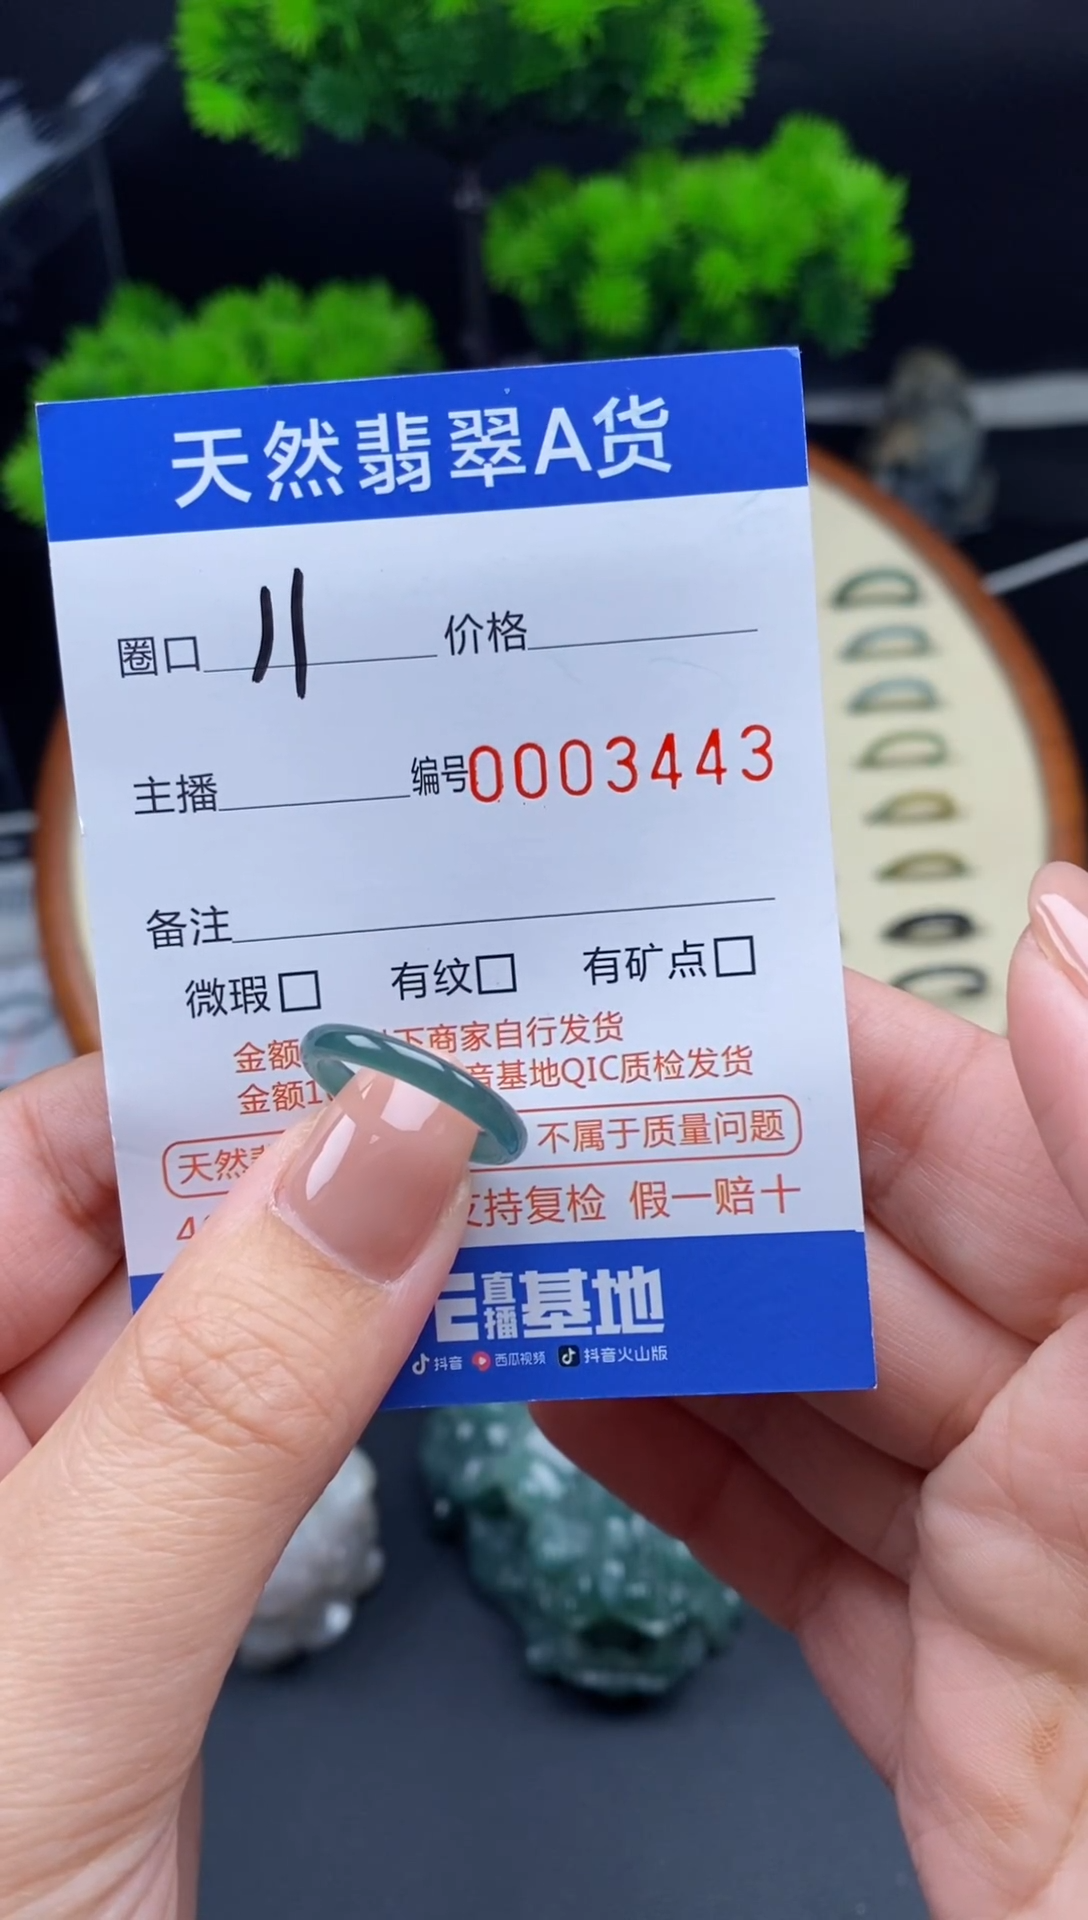 天然翡翠A货
圈口 11 价格
主播 编号0003443
备注
微瑕□ 有纹□ 有矿点□
金额 下商家自行发货
金额1 音基地QIC质检发货
天然 不属于质量问题
支持复检 假一赔十
直播基地
抖音 西瓜视频 抖音火山版